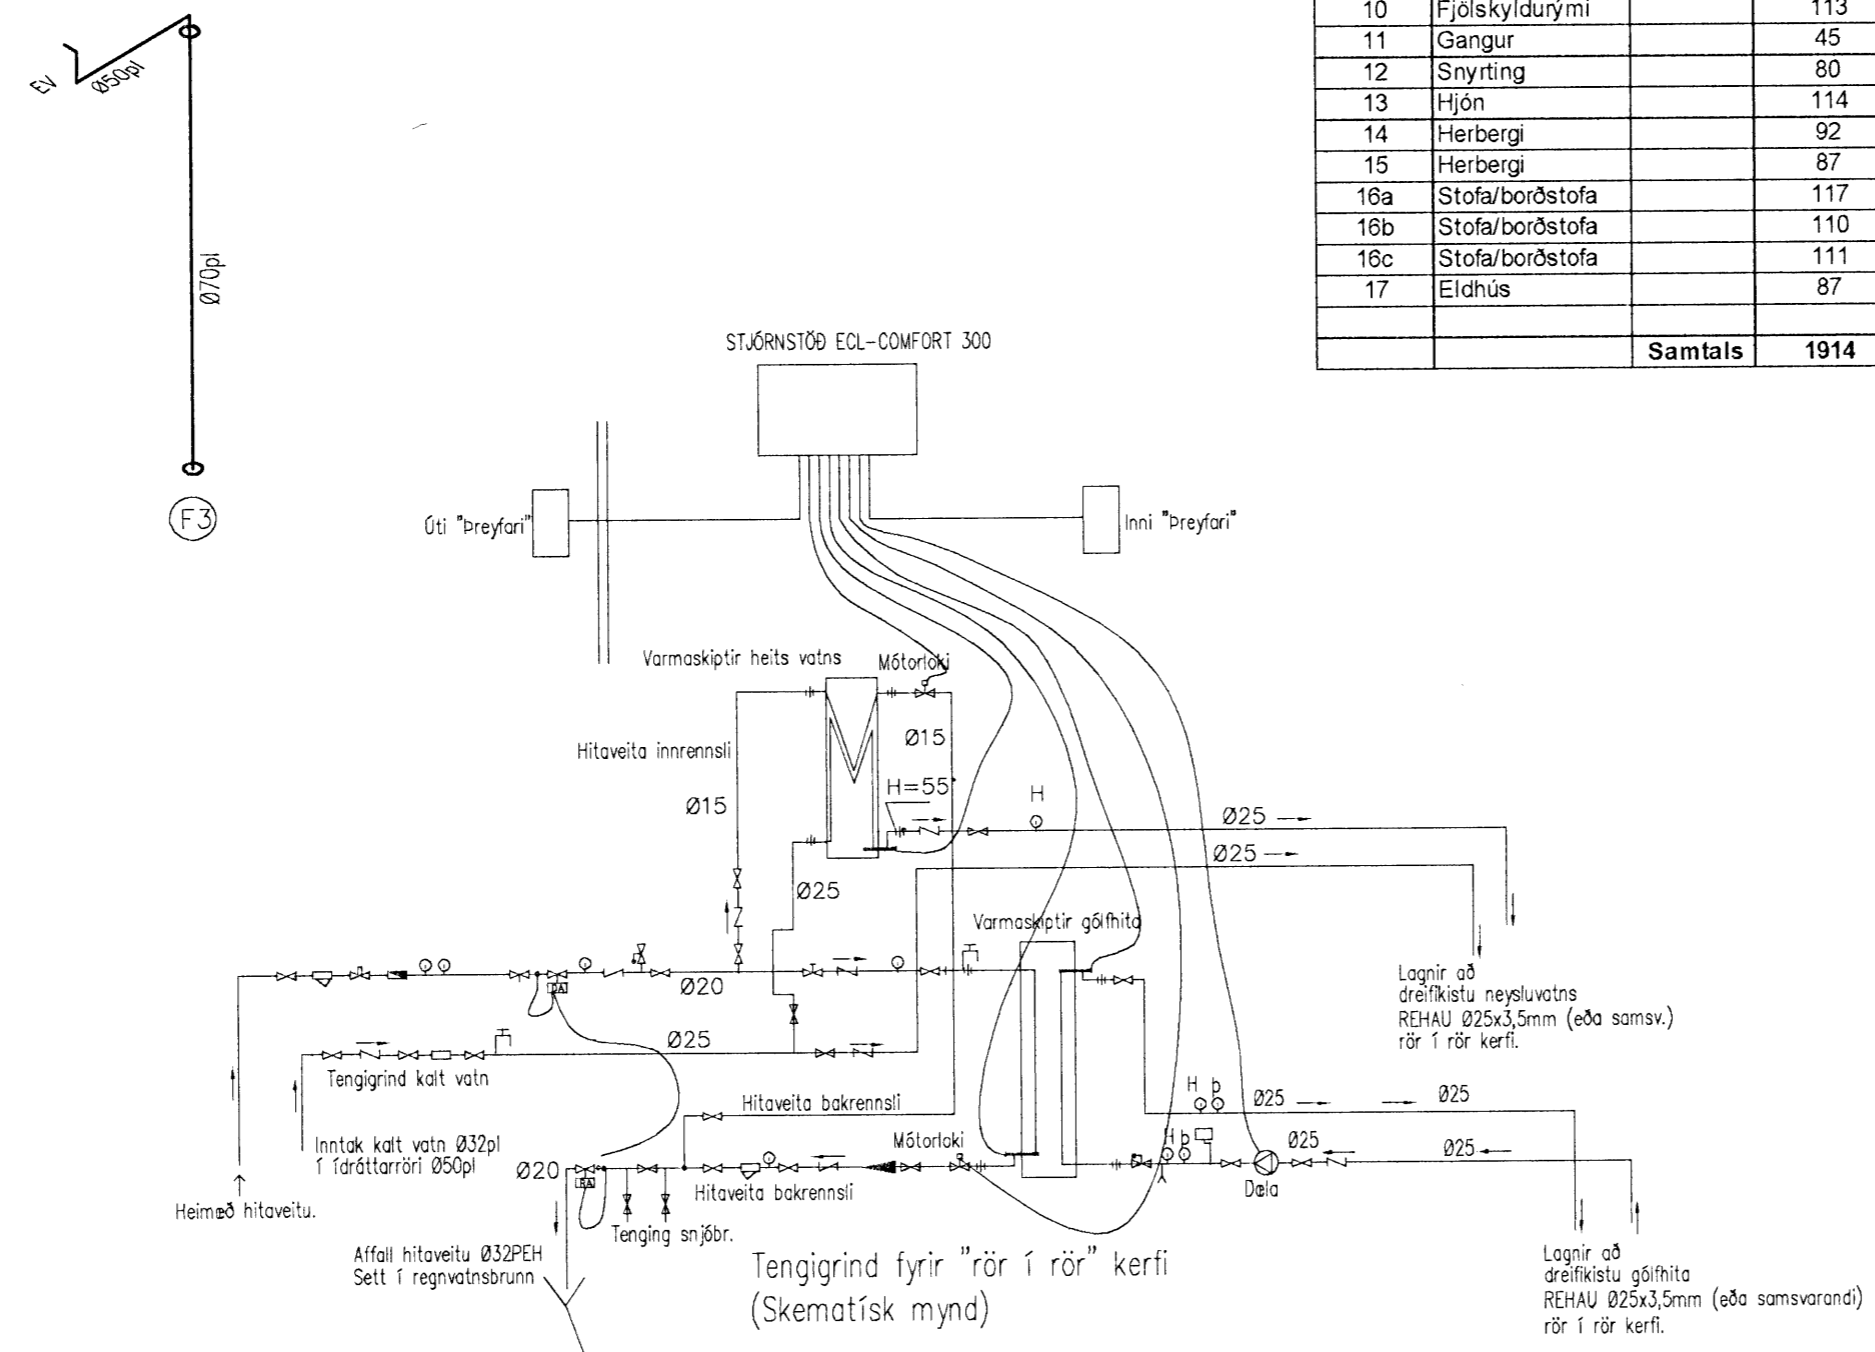 10 Fjölskyldurými 113
11 Gangur 45
12 Snyrting 80
13 Hjón 114
14 Herbergi 92
15 Herbergi 87
16a Stofa/borðstofa 117
16b Stofa/borðstofa 110
16c Stofa/borðstofa 111
17 Eldhús 87
Samtals 1914
EV
Ø50pl
Ø70pl
F3
STJÓRNSTÖÐ ECL-COMFORT 300
Úti "Þreyfari"
Inni "Þreyfari"
Varmaskiptir heits vatns
Mótorloki
Hitaveita innrennsli
Ø15
Ø15
H=55
H
Ø25
Ø25
Ø25
Varmaskiptir gólfhita
Ø20
Ø25
Tengigrind kalt vatn
Hitaveita bakrennsli
Inntak kalt vatn Ø32pl
í ídráttarröri Ø50pl
Heimæð hitaveitu.
Ø20
Mótorloki
Hitaveita bakrennsli
Tenging snjóbr.
Affall hitaveitu Ø32PEH
Sett í regnvatnsbrunn
Lagnir að
dreifikistu neysluvatns
REHAU Ø25x3,5mm (eða samsv.)
rör í rör kerfi.
H þ
Ø25
Ø25
H þ
Ø25
Ø25
Dæla
Lagnir að
dreifikistu gólfhita
REHAU Ø25x3,5mm (eða samsvarandi)
rör í rör kerfi.
Tengigrind fyrir "rör í rör" kerfi
(Skematísk mynd)